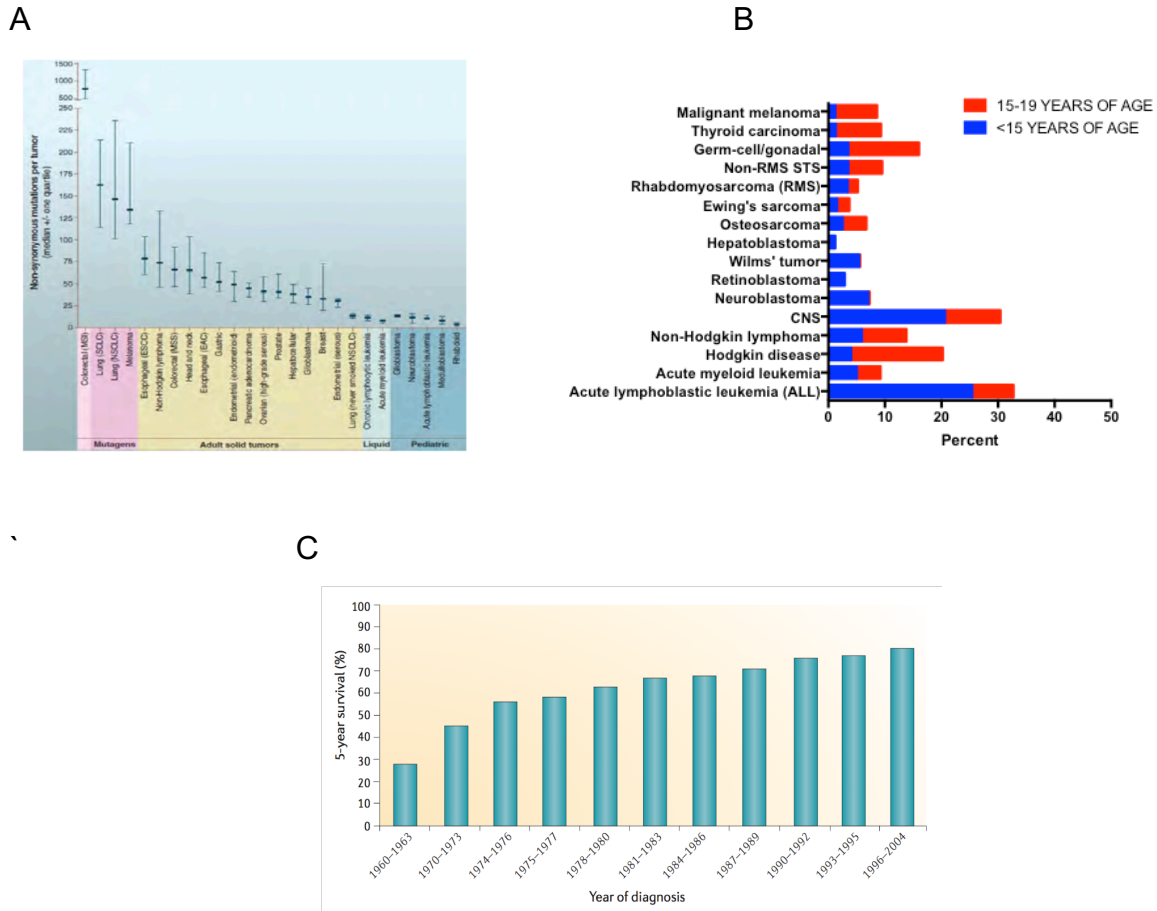 A
Non-synonymous mutations per tumor
(median +/- one quartile)
1500
1000
500
250
200
150
125
100
75
50
25
0
Colorectal (MSI)
Lung (SCLC)
Lung (NSCLC)
Melanoma
Esophageal (ESCC)
Non-Hodgkin lymphoma
Colorectal (MSS)
Head and neck
Esophageal (EAC)
Gastric
Endometrial (endometrioid)
Pancreatic adenocarcinoma
Ovarian (high-grade serous)
Prostate
Hepatocellular
Glioblastoma
Breast
Endometrial (serous)
Lung (never smoked NSCLC)
Chronic lymphocytic leukemia
Acute myeloid leukemia
Glioblastoma
Neuroblastoma
Acute lymphoblastic leukemia
Medulloblastoma
Rhabdoid
Mutagens
Adult solid tumors
Liquid
Pediatric
B
15-19 YEARS OF AGE
<15 YEARS OF AGE
Malignant melanoma
Thyroid carcinoma
Germ-cell/gonadal
Non-RMS STS
Rhabdomyosarcoma (RMS)
Ewing's sarcoma
Osteosarcoma
Hepatoblastoma
Wilms' tumor
Retinoblastoma
Neuroblastoma
CNS
Non-Hodgkin lymphoma
Hodgkin disease
Acute myeloid leukemia
Acute lymphoblastic leukemia (ALL)
0 10 20 30 40 50
Percent
`
C
5-year survival (%)
100
90
80
70
60
50
40
30
20
10
0
1960–1963
1970–1973
1974–1976
1975–1977
1978–1980
1981–1983
1984–1986
1987–1989
1990–1992
1993–1995
1996–2004
Year of diagnosis